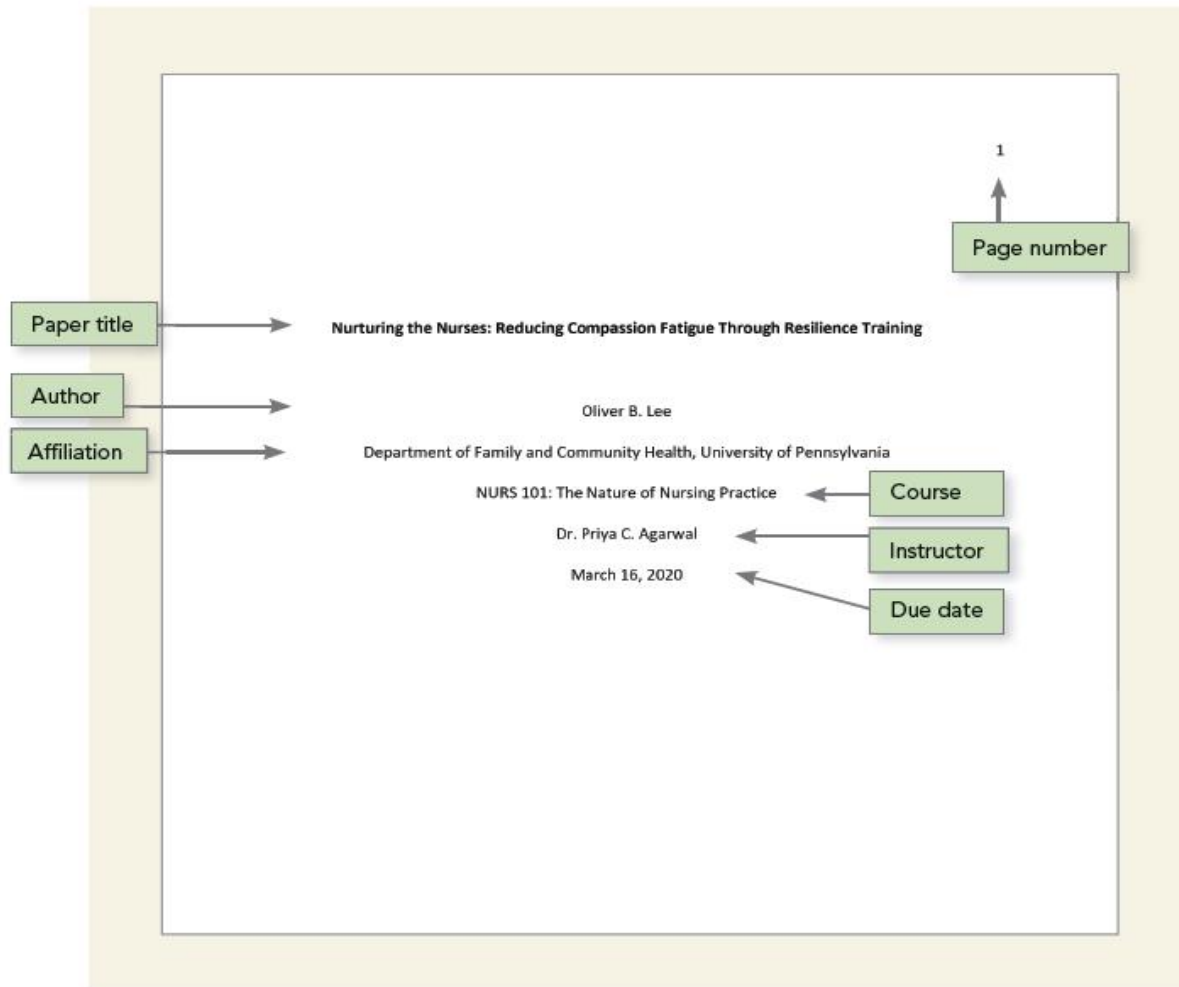 1
Page number
Paper title
Nurturing the Nurses: Reducing Compassion Fatigue Through Resilience Training
Author
Oliver B. Lee
Affiliation
Department of Family and Community Health, University of Pennsylvania
NURS 101: The Nature of Nursing Practice
Course
Dr. Priya C. Agarwal
Instructor
March 16, 2020
Due date